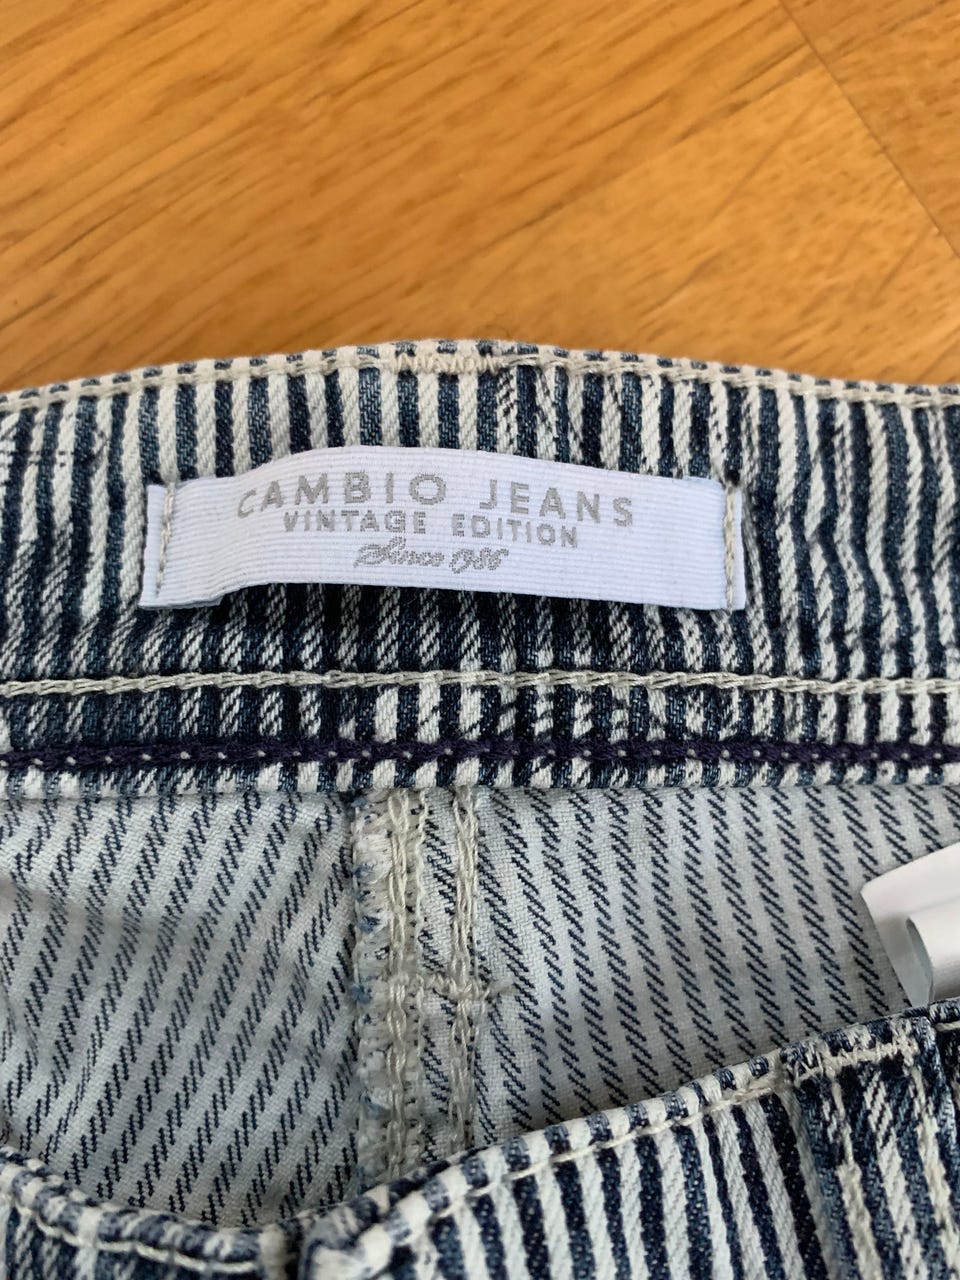 CAMBIO JEANS
VINTAGE EDITION
Since 1986